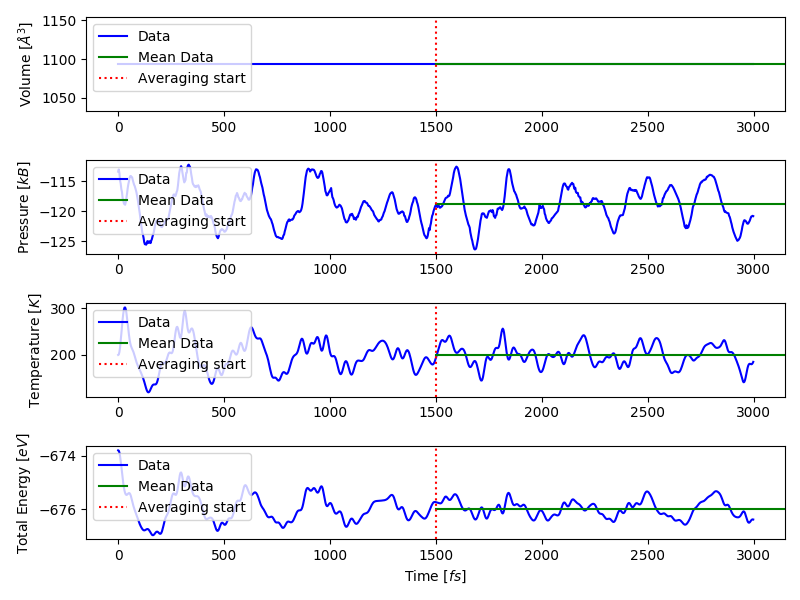 Volume [Å³]
1150
1100
1050
Data
Mean Data
Averaging start
0 500 1000 1500 2000 2500 3000
Pressure [kB]
−115
−120
−125
Data
Mean Data
Averaging start
0 500 1000 1500 2000 2500 3000
Temperature [K]
300
200
Data
Mean Data
Averaging start
0 500 1000 1500 2000 2500 3000
Total Energy [eV]
−674
−676
Data
Mean Data
Averaging start
0 500 1000 1500 2000 2500 3000
Time [fs]